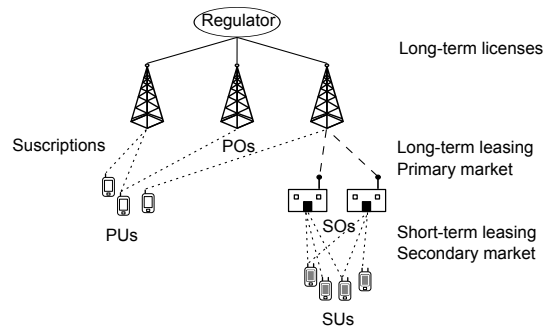 Regulator
Long-term licenses
Suscriptions
POs
Long-term leasing
Primary market
PUs
SOs
Short-term leasing
Secondary market
SUs